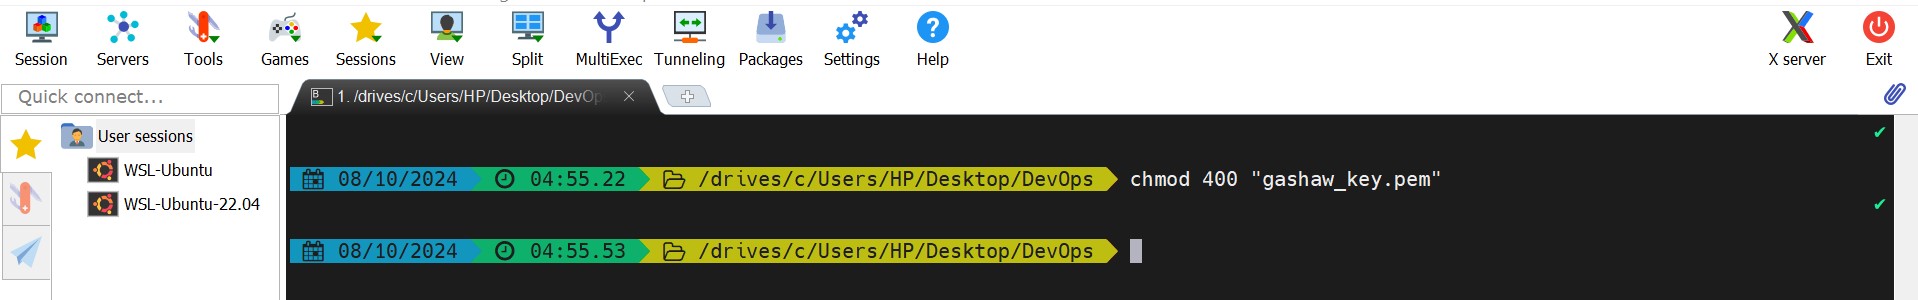 Session Servers Tools Games Sessions View Split MultiExec Tunneling Packages Settings Help X server Exit
Quick connect...
1. /drives/c/Users/HP/Desktop/DevOp
User sessions
WSL-Ubuntu
WSL-Ubuntu-22.04
08/10/2024 04:55.22 /drives/c/Users/HP/Desktop/DevOps chmod 400 "gashaw_key.pem"
08/10/2024 04:55.53 /drives/c/Users/HP/Desktop/DevOps